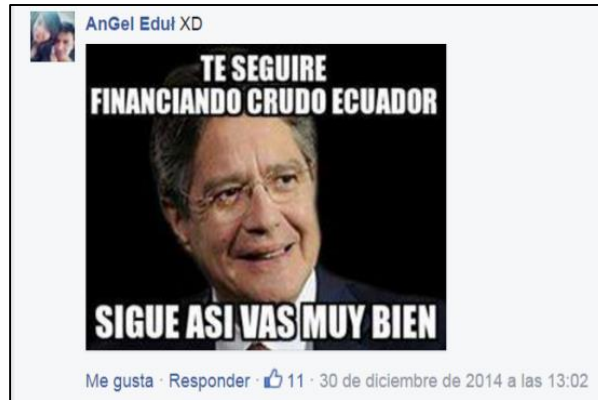 AnGel Eduł XD
TE SEGUIRE
FINANCIANDO CRUDO ECUADOR
SIGUE ASI VAS MUY BIEN
Me gusta · Responder · 11 · 30 de diciembre de 2014 a las 13:02